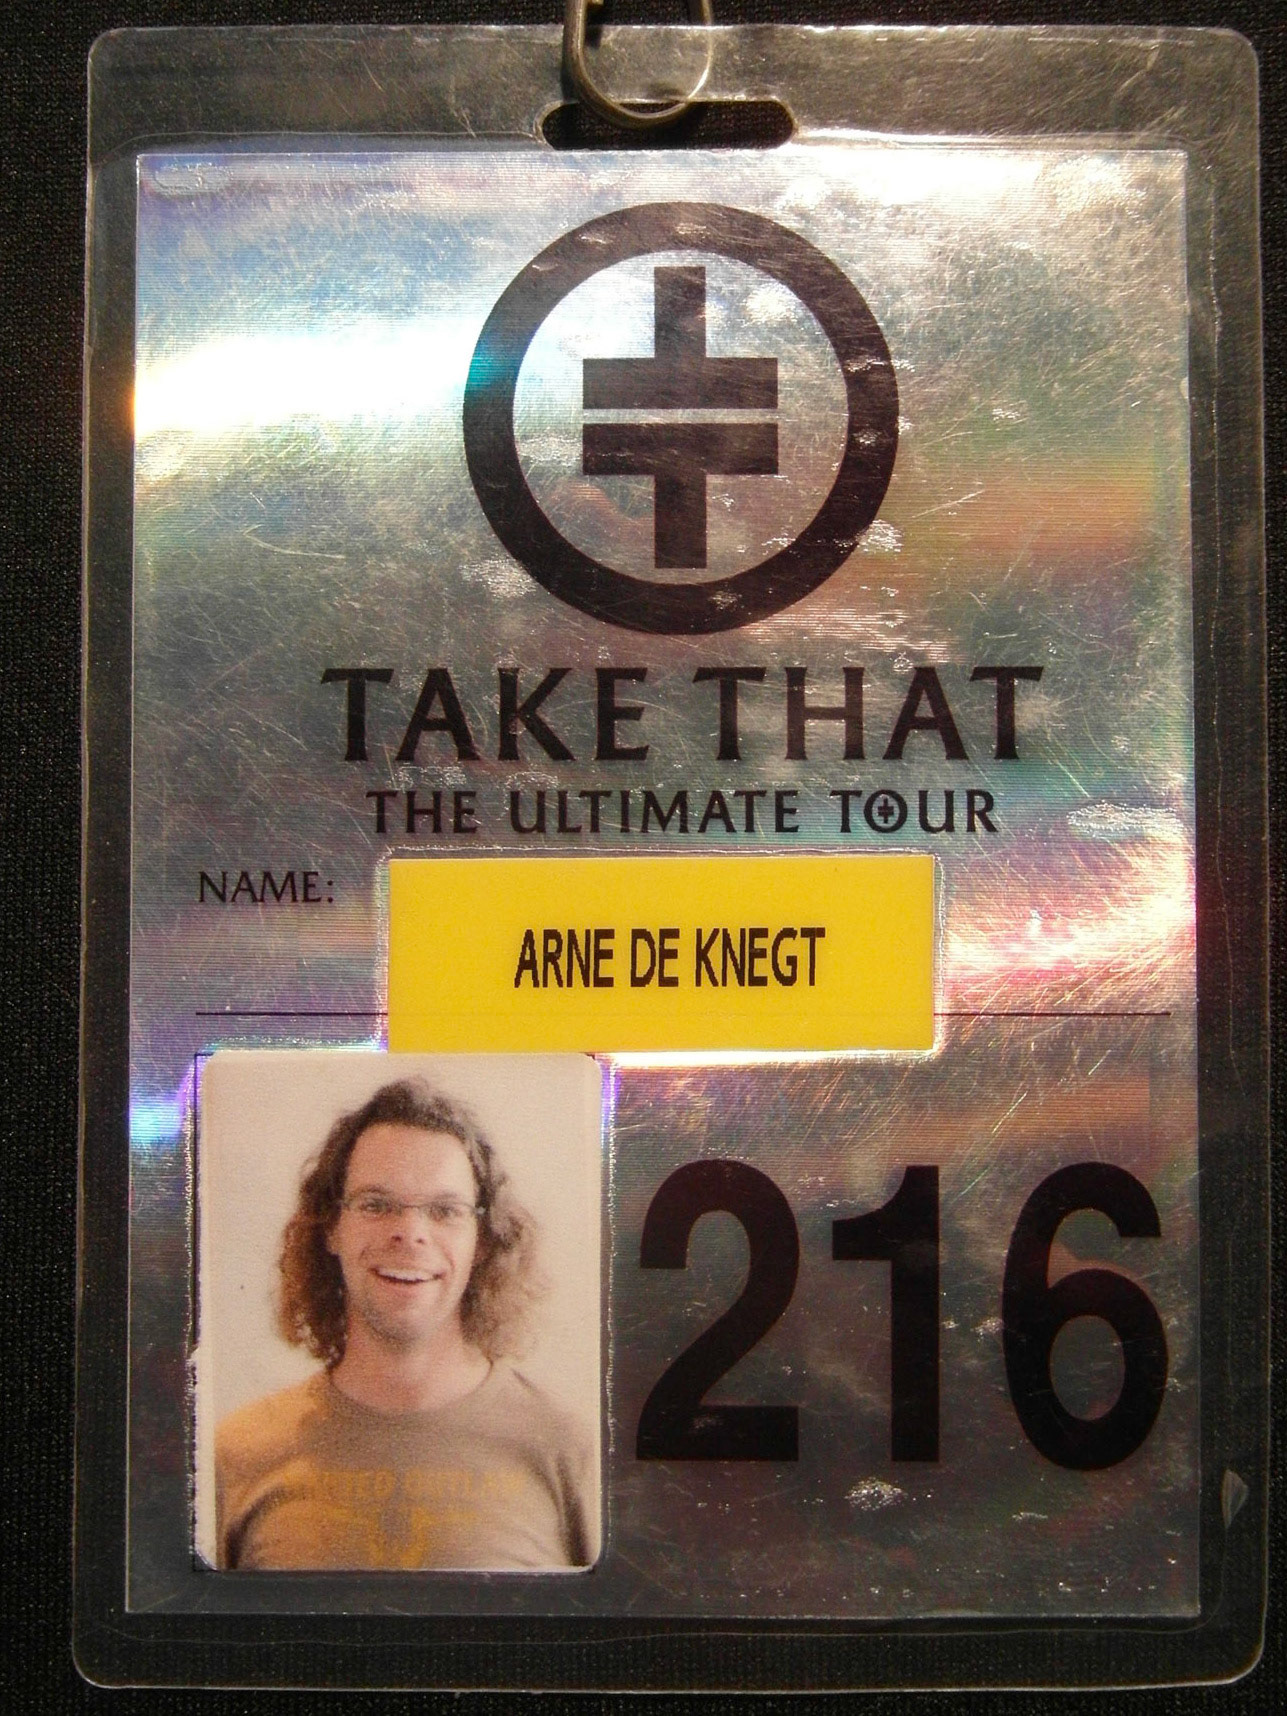 TAKE THAT
THE ULTIMATE TOUR
NAME:
ARNE DE KNEGT
216